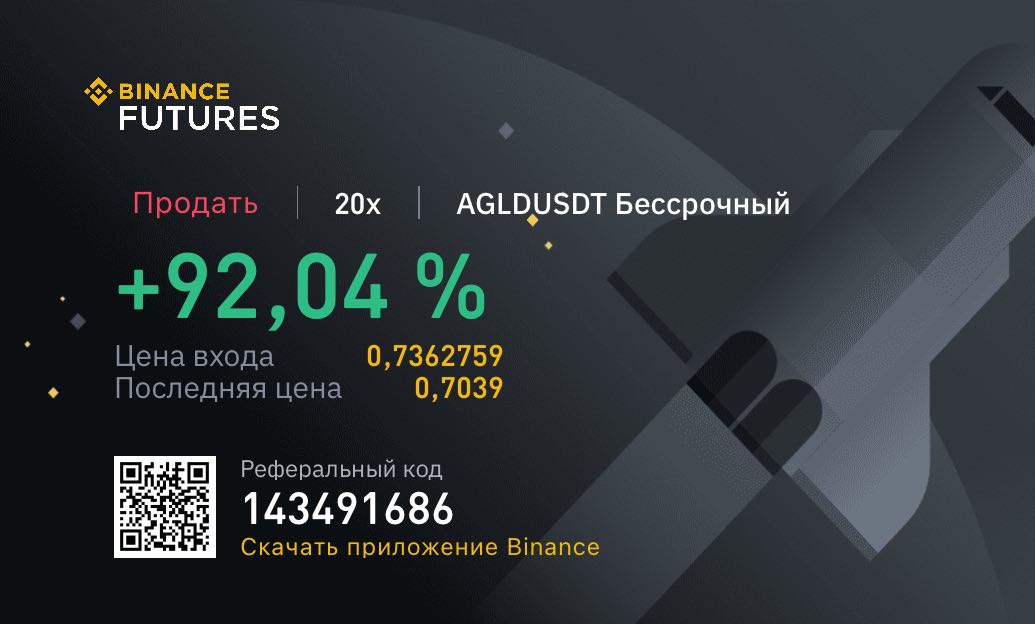 BINANCE
FUTURES
Продать | 20x | AGLDUSDT Бессрочный
+92,04 %
Цена входа 0,7362759
Последняя цена 0,7039
Реферальный код
143491686
Скачать приложение Binance